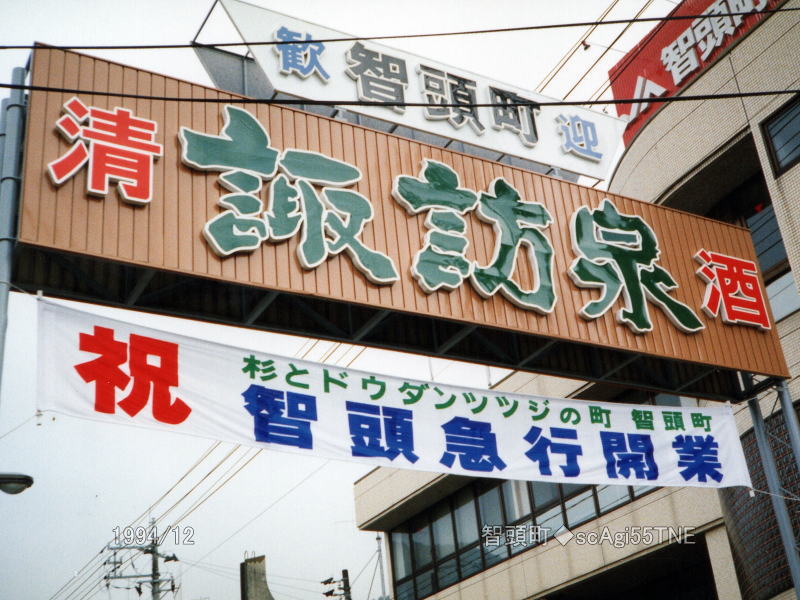 歓 智頭町 迎
智頭町
清 諏訪泉 酒
祝
杉とドウダンツツジの町 智頭町
智頭急行開業
1994/12
智頭町◆scAgi55TNE